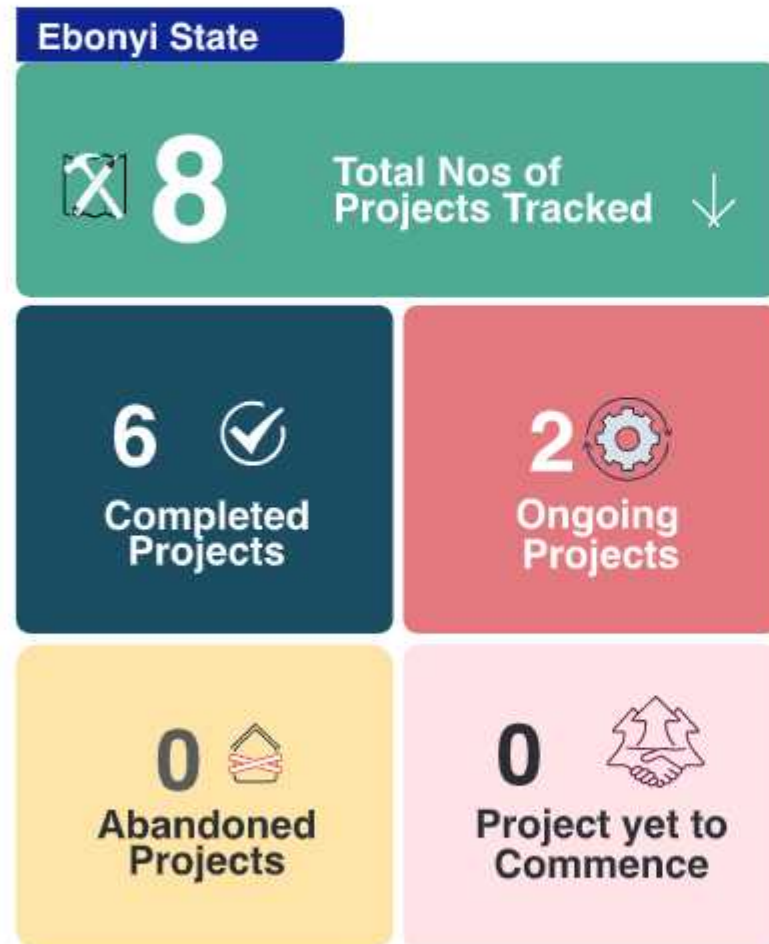 Ebonyi State
8
Total Nos of
Projects Tracked
6
Completed
Projects
2
Ongoing
Projects
0
Abandoned
Projects
0
Project yet to
Commence